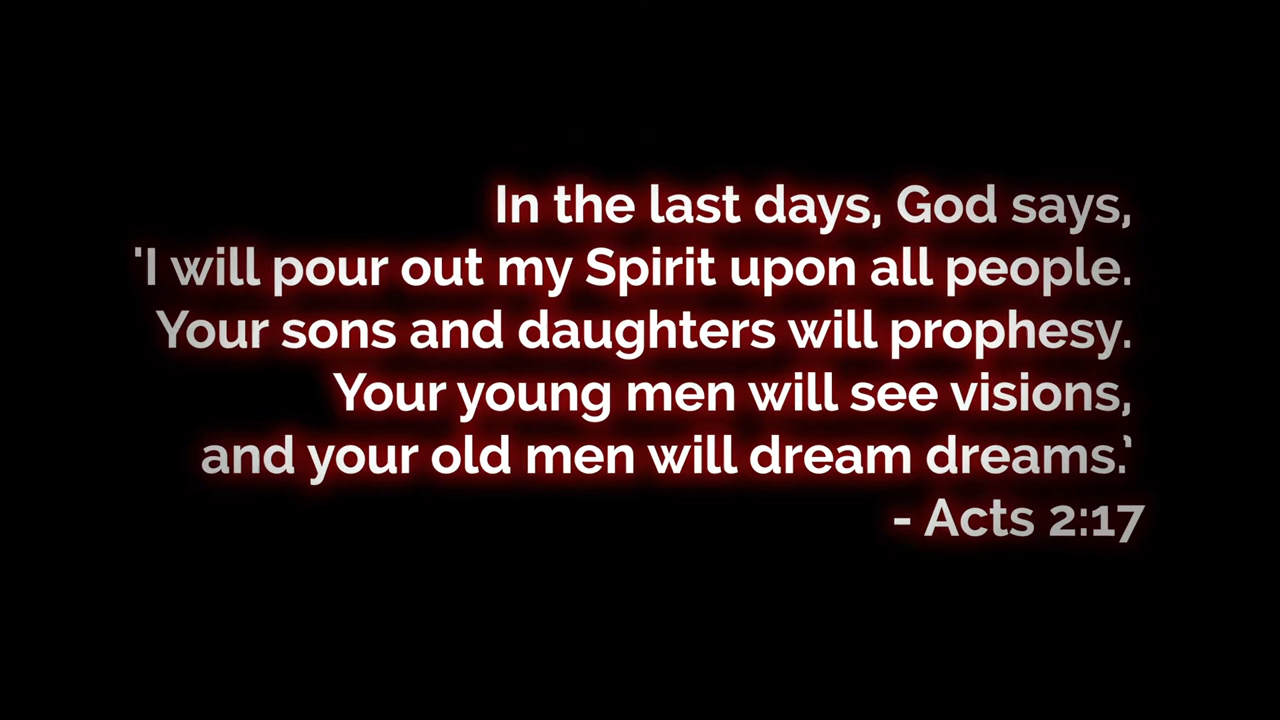 In the last days, God says,
'I will pour out my Spirit upon all people.
Your sons and daughters will prophesy.
Your young men will see visions,
and your old men will dream dreams.'
- Acts 2:17